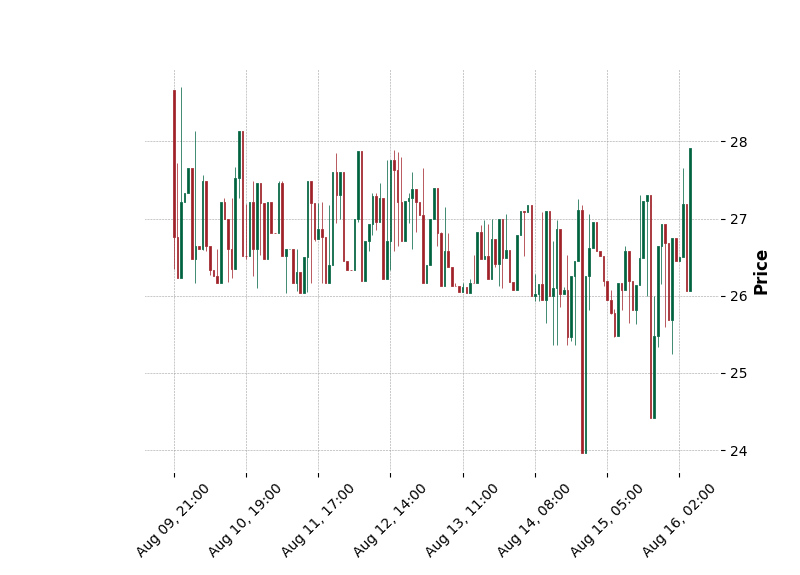 28
27
26
25
24
Price
Aug 09, 21:00
Aug 10, 19:00
Aug 11, 17:00
Aug 12, 14:00
Aug 13, 11:00
Aug 14, 08:00
Aug 15, 05:00
Aug 16, 02:00